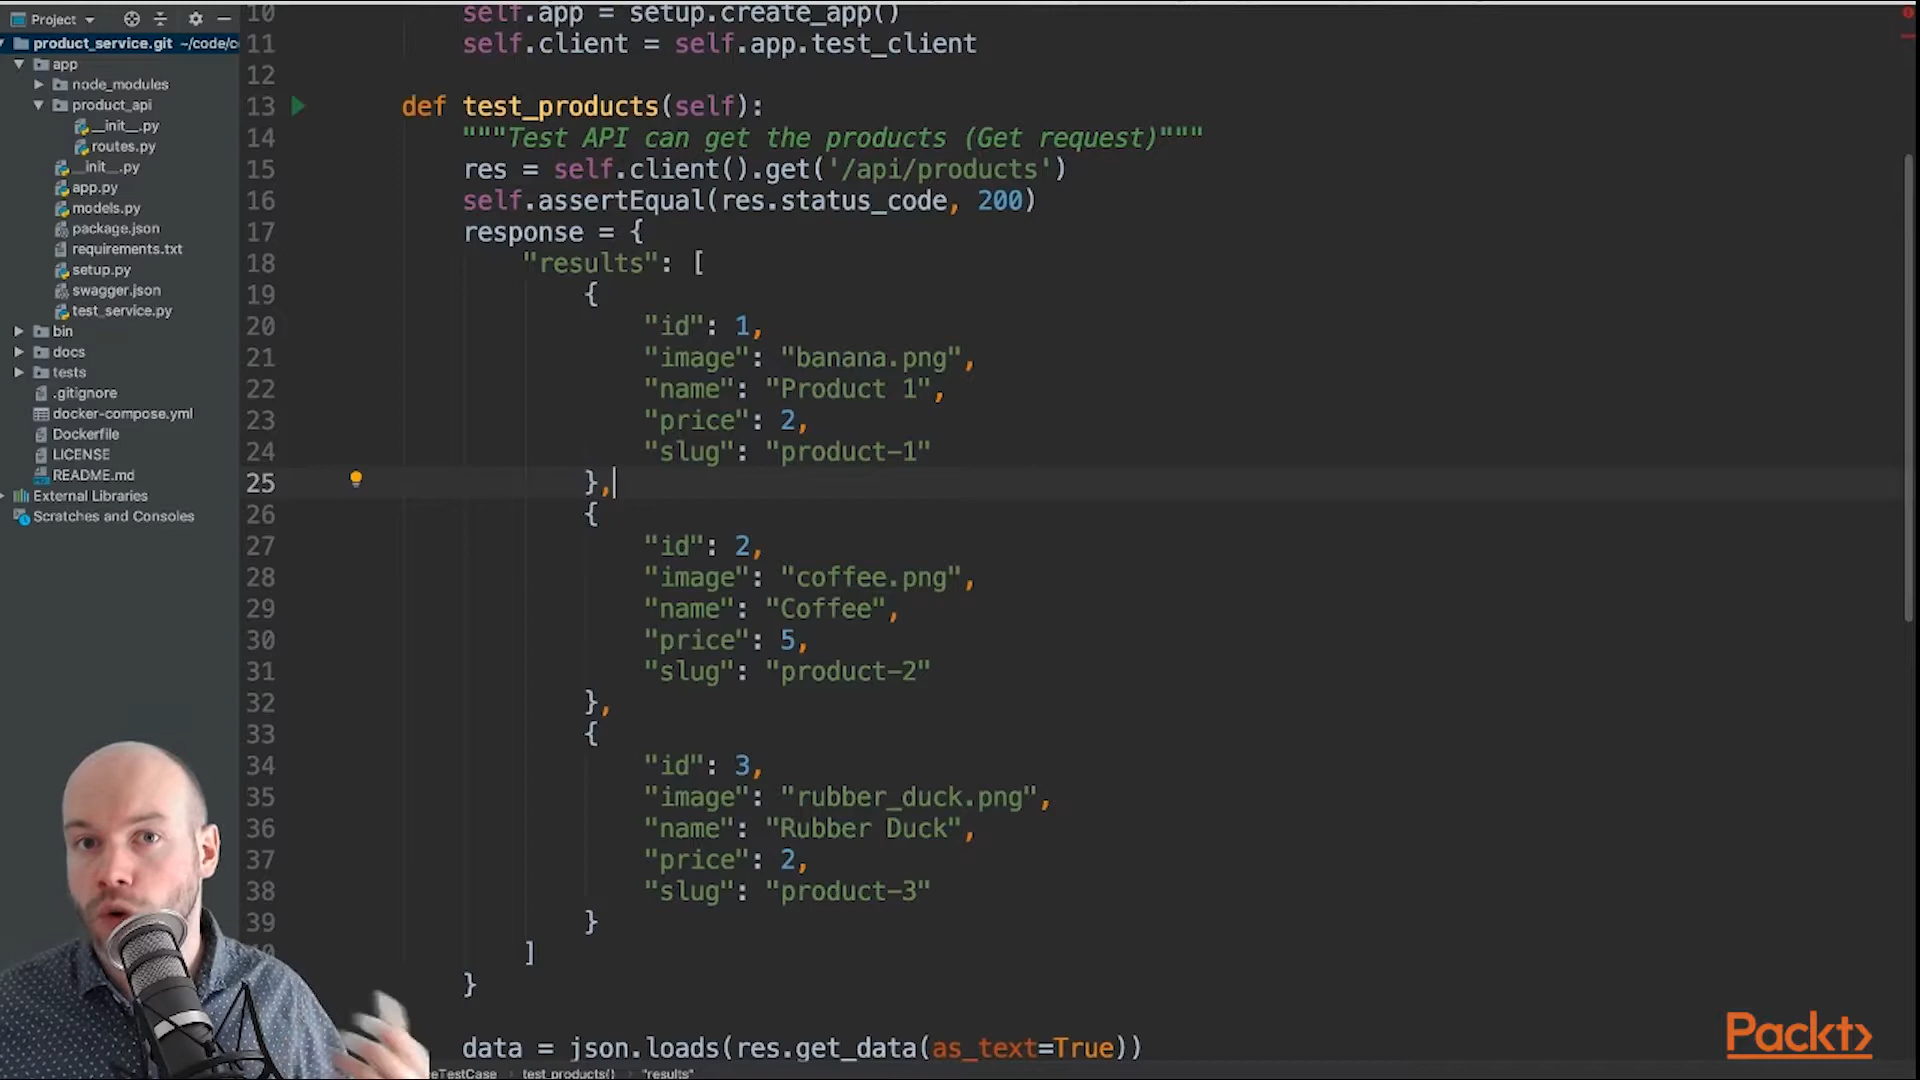 Project
product_service.git ~/code/c
app
node_modules
product_api
__init__.py
routes.py
__init__.py
app.py
models.py
package.json
requirements.txt
setup.py
swagger.json
test_service.py
bin
docs
tests
.gitignore
docker-compose.yml
Dockerfile
LICENSE
README.md
External Libraries
Scratches and Consoles
10 self.app = setup.create_app()
11 self.client = self.app.test_client
12
13 def test_products(self):
14 """Test API can get the products (Get request)"""
15 res = self.client().get('/api/products')
16 self.assertEqual(res.status_code, 200)
17 response = {
18 "results": [
19 {
20 "id": 1,
21 "image": "banana.png",
22 "name": "Product 1",
23 "price": 2,
24 "slug": "product-1"
25 },
26 {
27 "id": 2,
28 "image": "coffee.png",
29 "name": "Coffee",
30 "price": 5,
31 "slug": "product-2"
32 },
33 {
34 "id": 3,
35 "image": "rubber_duck.png",
36 "name": "Rubber Duck",
37 "price": 2,
38 "slug": "product-3"
39 }
]
}
data = json.loads(res.get_data(as_text=True))
eTestCase test_products() "results"
Packt>